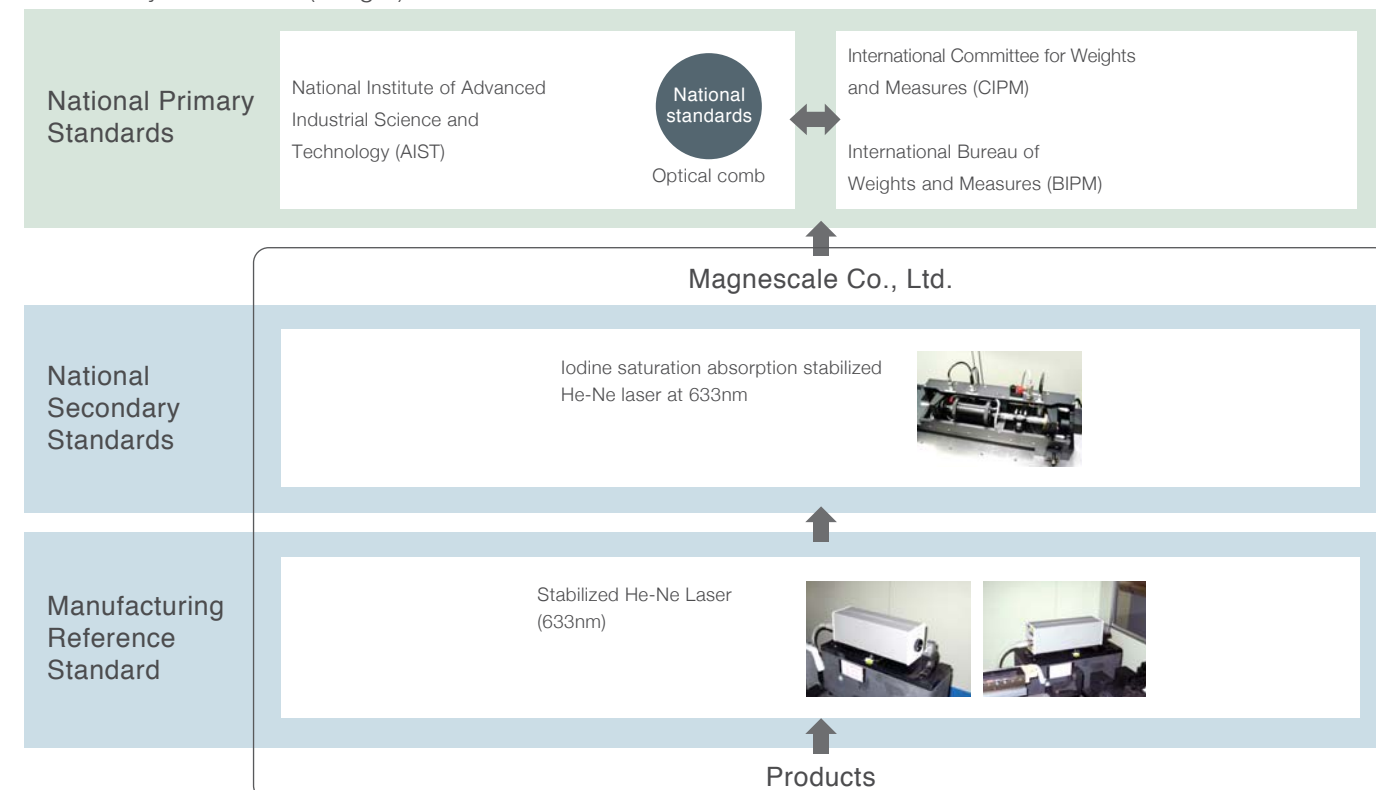 National Primary
Standards
National Institute of Advanced
Industrial Science and
Technology (AIST)
National
standards
Optical comb
International Committee for Weights
and Measures (CIPM)
International Bureau of
Weights and Measures (BIPM)
Magnescale Co., Ltd.
National
Secondary
Standards
Iodine saturation absorption stabilized
He-Ne laser at 633nm
Manufacturing
Reference
Standard
Stabilized He-Ne Laser
(633nm)
Products